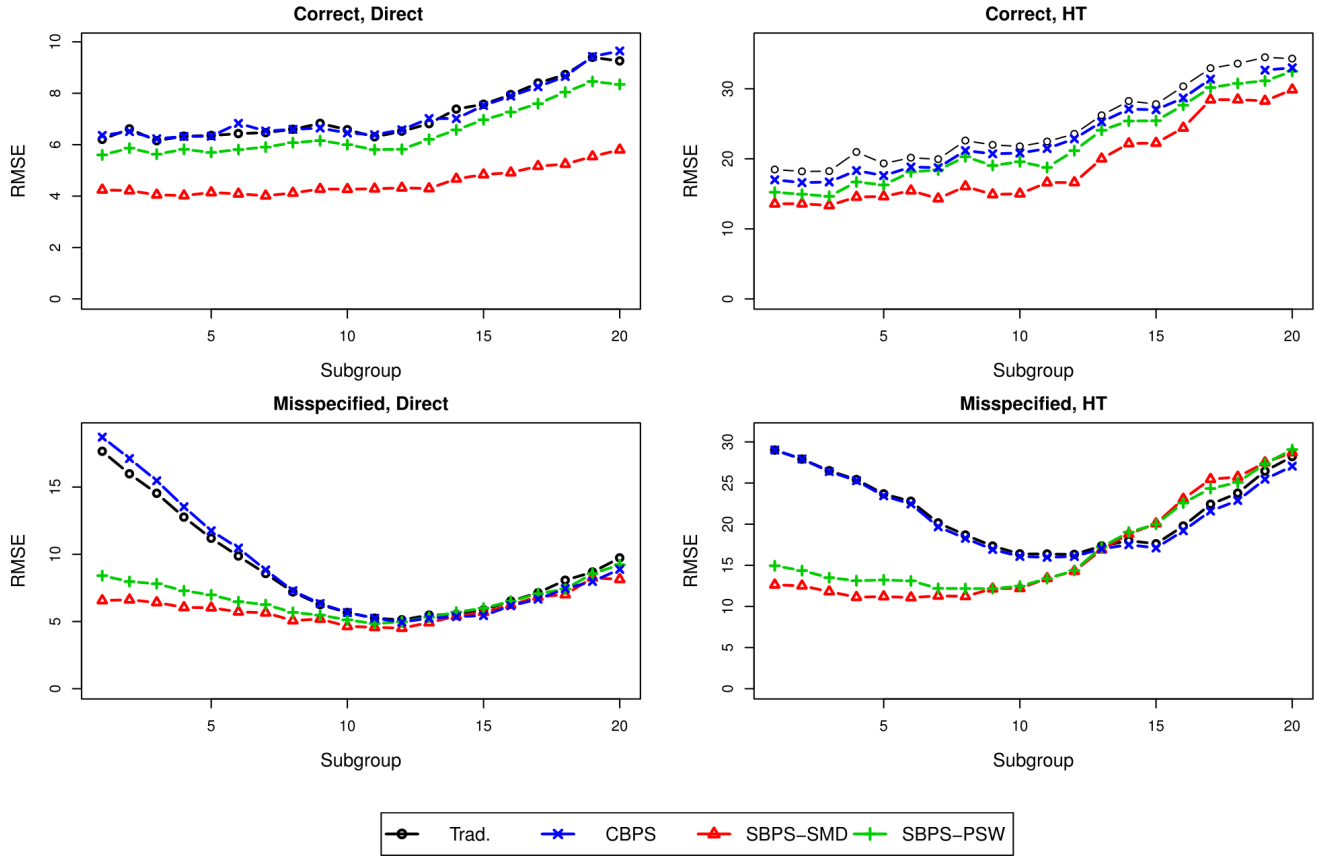 Correct, Direct
RMSE
0
2
4
6
8
10
5
10
15
20
Subgroup
Correct, HT
RMSE
0
10
20
30
5
10
15
20
Subgroup
Misspecified, Direct
RMSE
0
5
10
15
5
10
15
20
Subgroup
Misspecified, HT
RMSE
0
5
10
15
20
25
30
5
10
15
20
Subgroup
Trad. CBPS SBPS−SMD SBPS−PSW